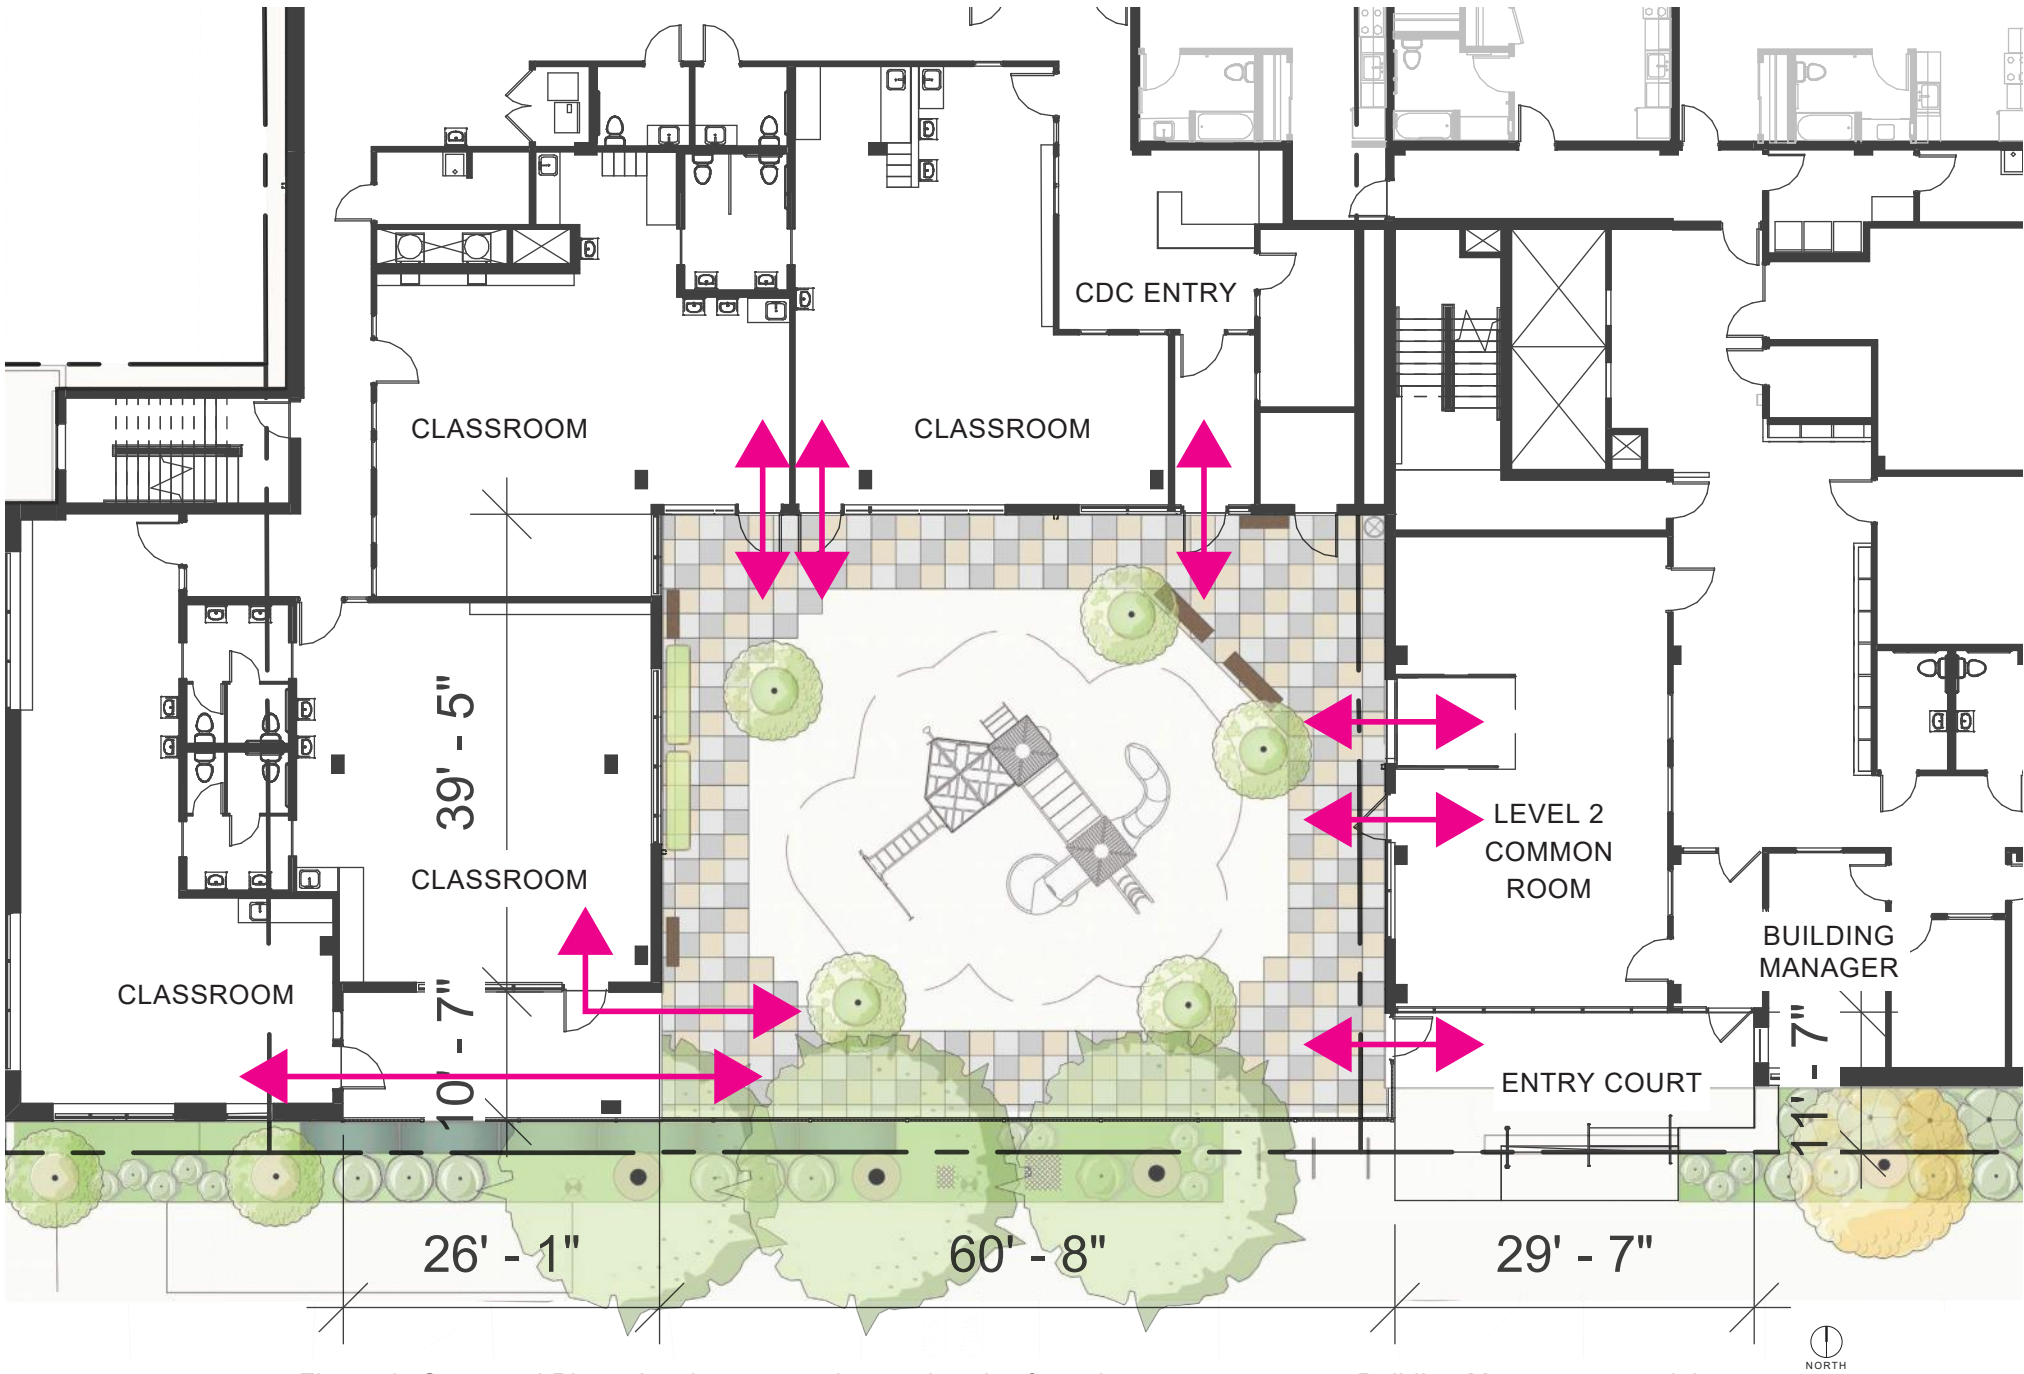 CDC ENTRY
CLASSROOM
CLASSROOM
39' - 5"
LEVEL 2
COMMON
ROOM
CLASSROOM
BUILDING
MANAGER
CLASSROOM
10' - 7"
11' - 7"
ENTRY COURT
26' - 1"
60' - 8"
29' - 7"
NORTH